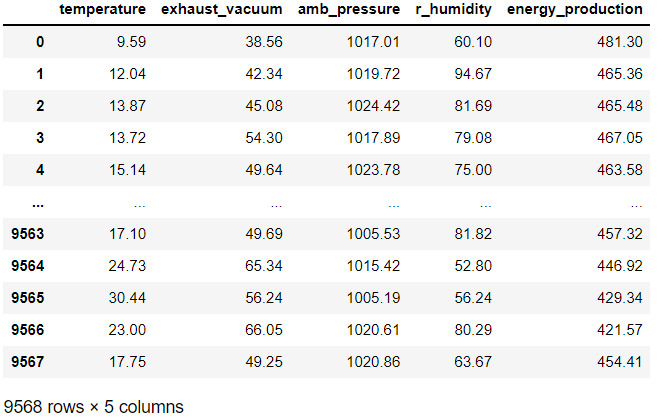 temperature exhaust_vacuum amb_pressure r_humidity energy_production
0 9.59 38.56 1017.01 60.10 481.30
1 12.04 42.34 1019.72 94.67 465.36
2 13.87 45.08 1024.42 81.69 465.48
3 13.72 54.30 1017.89 79.08 467.05
4 15.14 49.64 1023.78 75.00 463.58
... ... ... ... ... ...
9563 17.10 49.69 1005.53 81.82 457.32
9564 24.73 65.34 1015.42 52.80 446.92
9565 30.44 56.24 1005.19 56.24 429.34
9566 23.00 66.05 1020.61 80.29 421.57
9567 17.75 49.25 1020.86 63.67 454.41
9568 rows × 5 columns